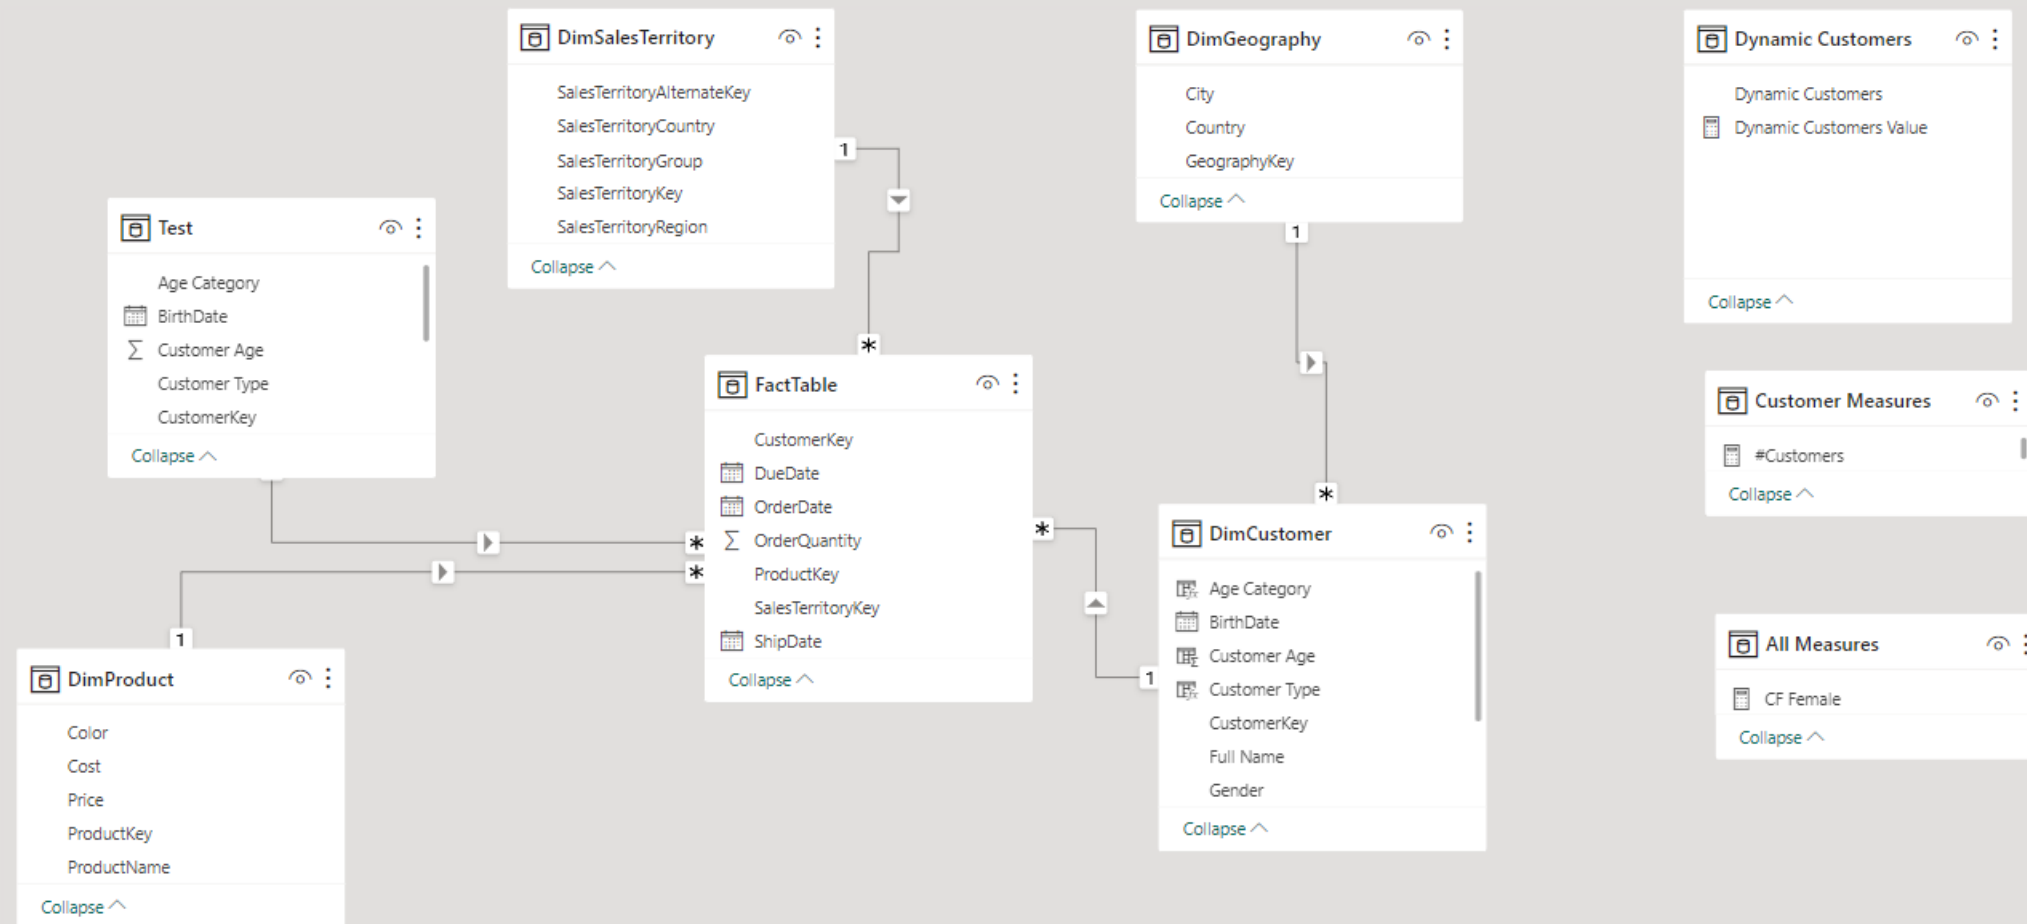 DimSalesTerritory
SalesTerritoryAlternateKey
SalesTerritoryCountry
SalesTerritoryGroup
SalesTerritoryKey
SalesTerritoryRegion
Collapse
1
*
DimGeography
City
Country
GeographyKey
Collapse
1
*
Dynamic Customers
Dynamic Customers
Dynamic Customers Value
Collapse
Test
Age Category
BirthDate
Σ Customer Age
Customer Type
CustomerKey
Collapse
*
FactTable
CustomerKey
DueDate
OrderDate
Σ OrderQuantity
ProductKey
SalesTerritoryKey
ShipDate
Collapse
*
1
Customer Measures
#Customers
Collapse
DimCustomer
Age Category
BirthDate
Customer Age
Customer Type
CustomerKey
Full Name
Gender
Collapse
All Measures
CF Female
Collapse
*
1
DimProduct
Color
Cost
Price
ProductKey
ProductName
Collapse